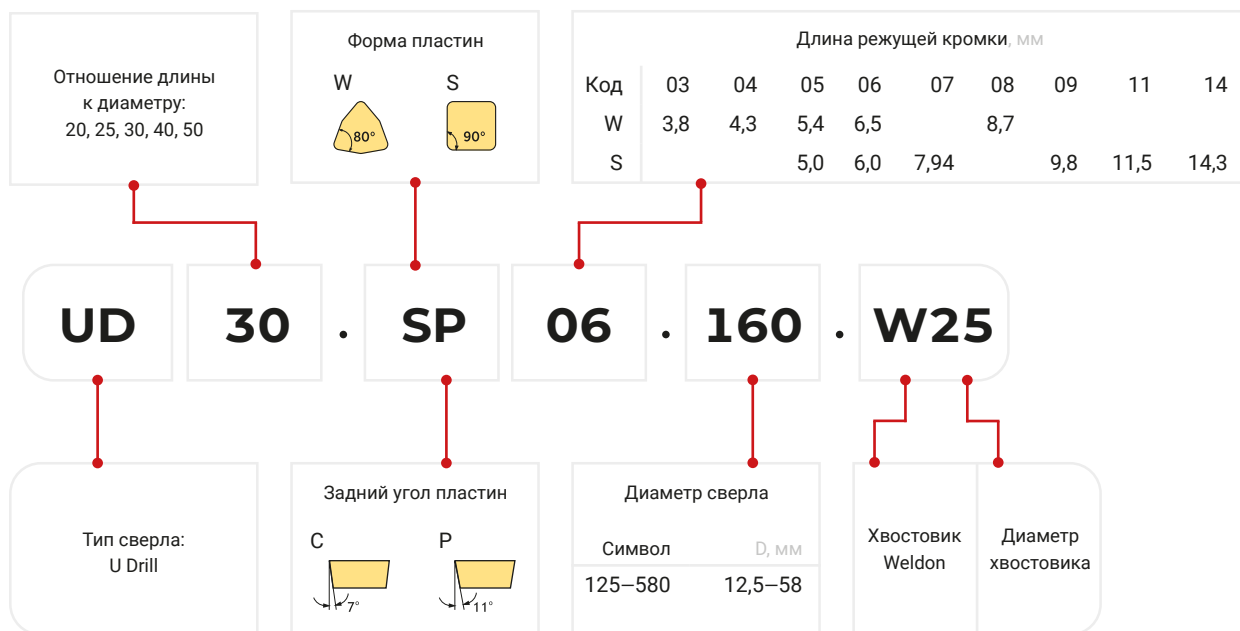 Отношение длины
к диаметру:
20, 25, 30, 40, 50
Форма пластин
W S
80° 90°
Длина режущей кромки, мм
Код 03 04 05 06 07 08 09 11 14
W 3,8 4,3 5,4 6,5 8,7
S 5,0 6,0 7,94 9,8 11,5 14,3
UD 30 . SP 06 . 160 . W25
Тип сверла:
U Drill
Задний угол пластин
C P
7° 11°
Диаметр сверла
Символ D, мм
125–580 12,5–58
Хвостовик
Weldon
Диаметр
хвостовика